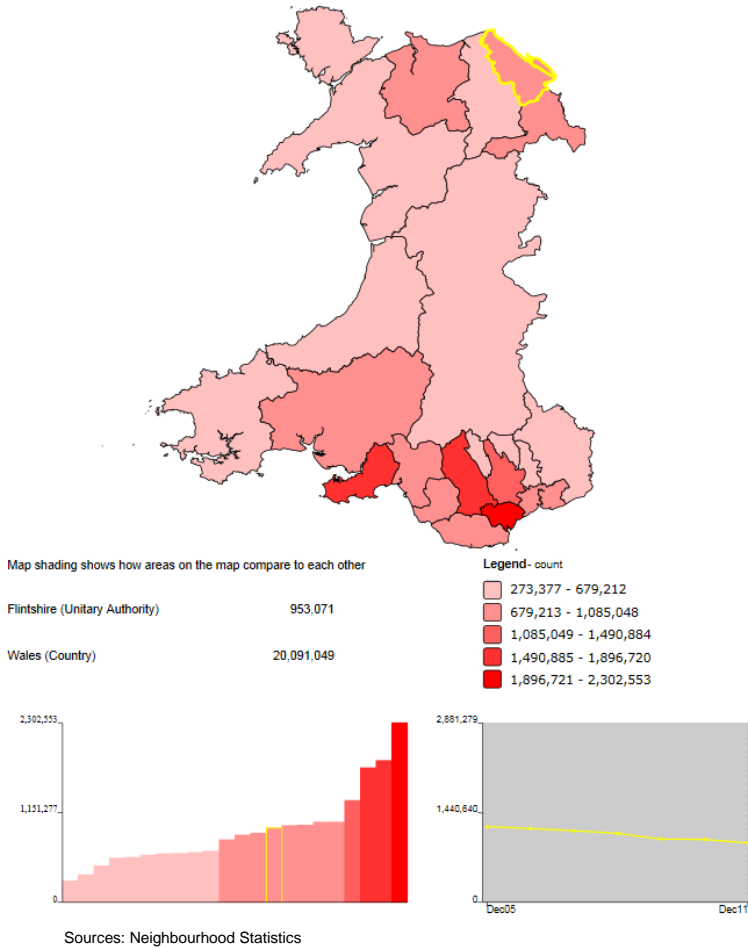 Map shading shows how areas on the map compare to each other
Flintshire (Unitary Authority) 953,071
Wales (Country) 20,091,049
Legend- count
273,377 - 679,212
679,213 - 1,085,048
1,085,049 - 1,490,884
1,490,885 - 1,896,720
1,896,721 - 2,302,553
2,302,553
1,151,277
0
2,881,279
1,440,640
0
Dec05 Dec11
Sources: Neighbourhood Statistics